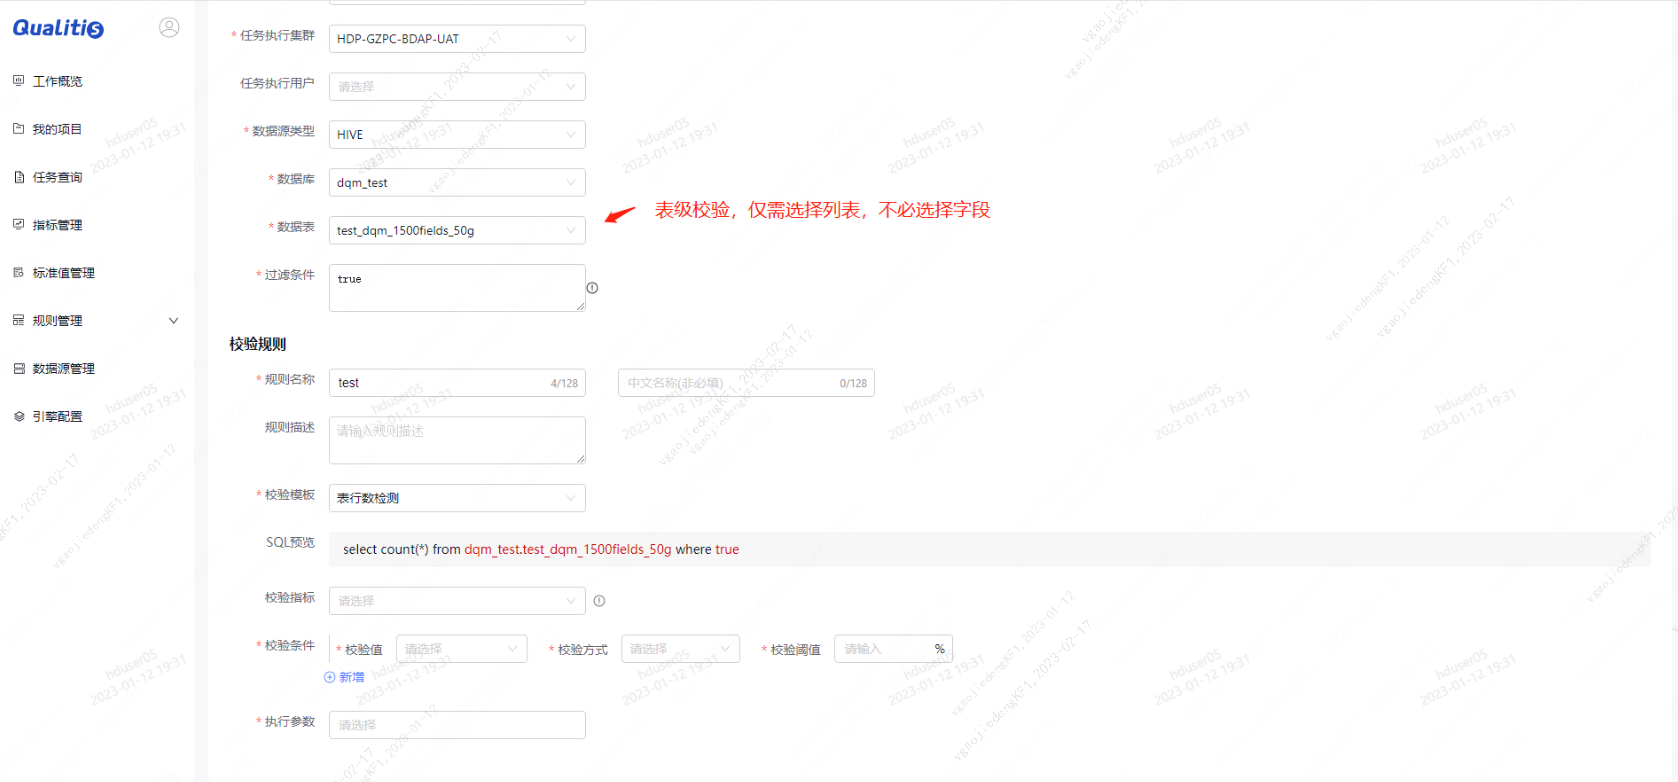 Qualitis
工作概览
我的项目
任务查询
指标管理
标准值管理
规则管理
数据源管理
引擎配置
* 任务执行集群 HDP-GZPC-BDAP-UAT
任务执行用户 请选择
* 数据源类型 HIVE
* 数据库 dqm_test
* 数据表 test_dqm_1500fields_50g
表级校验，仅需选择列表，不必选择字段
* 过滤条件 true
校验规则
* 规则名称 test 4/128 中文名称(非必填) 0/128
规则描述 请输入规则描述
* 校验模板 表行数检测
SQL预览 select count(*) from dqm_test.test_dqm_1500fields_50g where true
校验指标 请选择
* 校验条件 * 校验值 请选择 * 校验方式 请选择 * 校验阈值 请输入 %
新增
* 执行参数 请选择
hduser05
2023-01-12 19:31
vgaojiedengKF1, 2023-02-17
vgaojiedengKF1, 2023-01-12